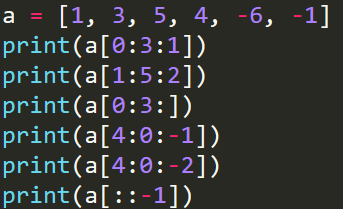 a = [1, 3, 5, 4, -6, -1]
print(a[0:3:1])
print(a[1:5:2])
print(a[0:3:])
print(a[4:0:-1])
print(a[4:0:-2])
print(a[::-1])